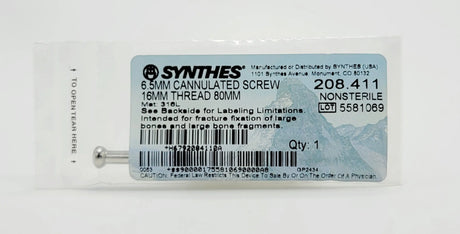 SYNTHES
Manufactured or Distributed by SYNTHES (USA)
1101 Synthes Avenue, Monument, CO 80132
6.5MM CANNULATED SCREW
208.411
16MM THREAD 80MM
NONSTERILE
Mat: 316L
LOT 5581069
See Backside for Labeling Limitations.
Intended for fracture fixation of large
bones and large bone fragments.
Qty: 1
*H6792084110A
*$$90000175581069000A8
GP2434
CAUTION: Federal Law Restricts This Device To Sale By Or On The Order Of A Physician.
TO OPEN TEAR HERE